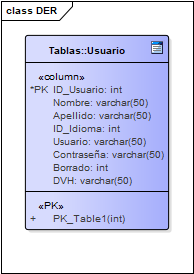 class DER
Tablas::Usuario
«column»
*PK ID_Usuario: int
Nombre: varchar(50)
Apellido: varchar(50)
ID_Idioma: int
Usuario: varchar(50)
Contraseña: varchar(50)
Borrado: int
DVH: varchar(50)
«PK»
+ PK_Table1(int)